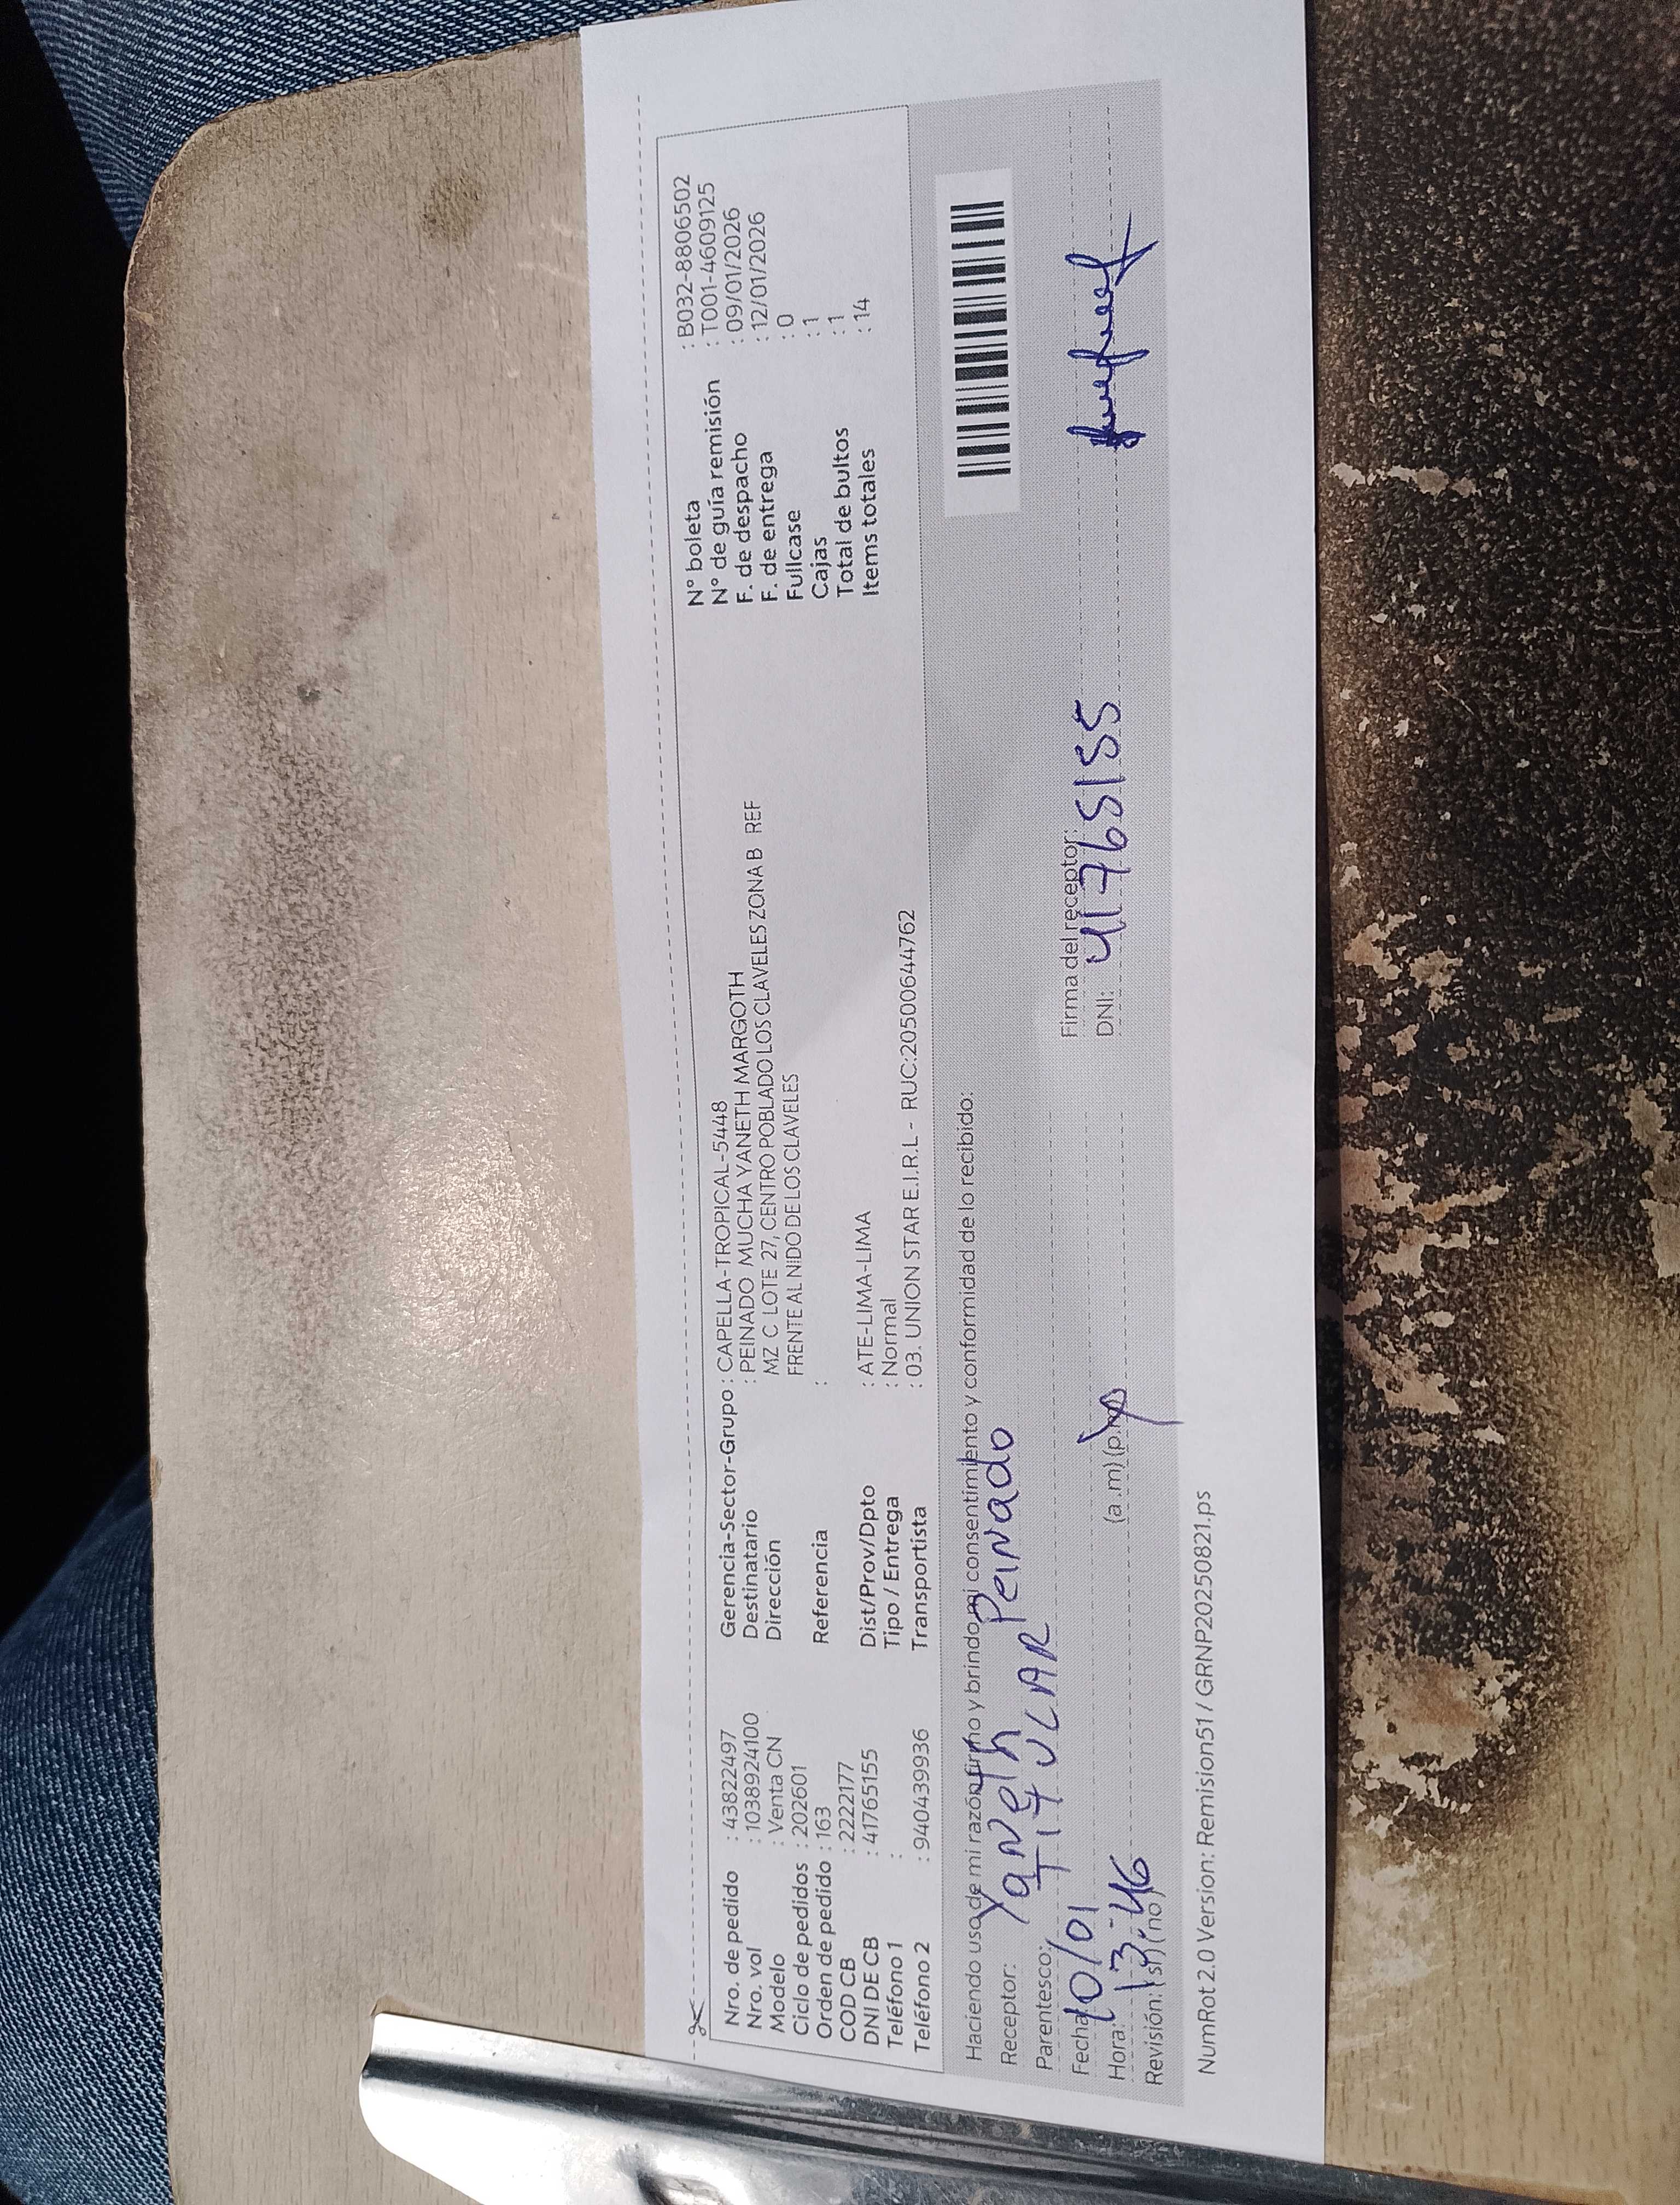 Nro. de pedido : 438222497
Nro. vol : 1038924100
Modelo : Venta CN
Ciclo de pedidos : 202601
Orden de pedido : 163
COD CB : 2222177
DNI DE CB : 41765155
Teléfono 1 :
Teléfono 2 : 940439936
Gerencia-Sector-Grupo : CAPELLA-TROPICAL-5448
Destinatario : PEINADO MUCHA YANETH MARGOTH
Dirección MZ C LOTE 27, CENTRO POBLADO LOS CLAVELES ZONA B REF
FRENTE AL NIDO DE LOS CLAVELES
Referencia :
Dist/Prov/Dpto : ATE-LIMA-LIMA
Tipo / Entrega : Normal
Transportista : 03. UNION STAR E.I.R.L - RUC:20500644762
N° boleta : B032-8806502
N° de guía remisión : T001-4609125
F. de despacho : 09/01/2026
F. de entrega : 12/01/2026
Fullcase : 0
Cajas : 1
Total de bultos : 1
Items totales : 14
Haciendo uso de mi razón firmo y brindo mi consentimiento y conformidad de lo recibido:
Receptor: Yaneth Peinado
Parentesco: TITULAR
Fecha: 10/01
Hora: 13:46 (a.m) (p.m)
Revisión: (si) (no)
Firma del receptor:
DNI: 41765155
NumRot 2.0 Version: Remision51 / GRNP20250821.ps